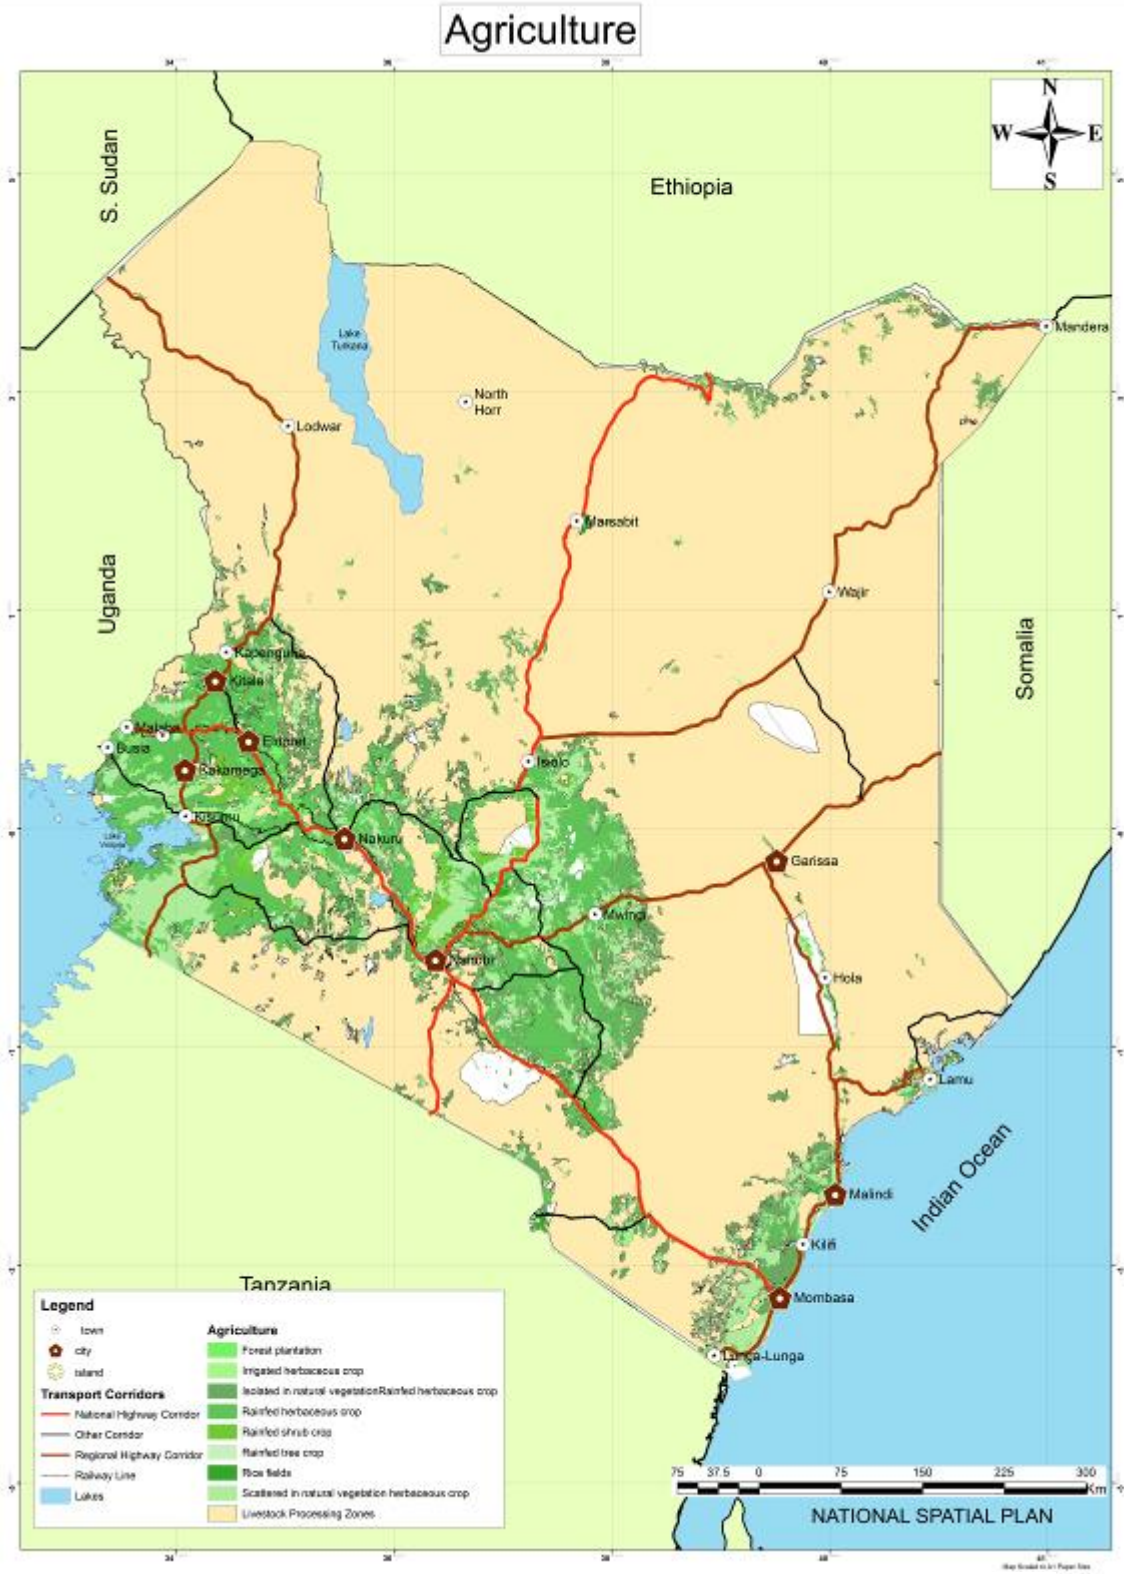 Agriculture
N
W E
S
S. Sudan
Ethiopia
Mandera
Lake
Turkana
North
Horr
Lodwar
Marsabit
Uganda
Wajir
Somalia
Kapenguria
Kitale
Malaba
Busia
Eldoret
Isiolo
Kakamega
Kisumu
Lake
Victoria
Nakuru
Garissa
Mwingi
Nairobi
Hola
Lamu
Indian Ocean
Malindi
Kilifi
Tanzania
Mombasa
Lunga-Lunga
Legend
town
city
island
Transport Corridors
National Highway Corridor
Other Corridor
Regional Highway Corridor
Railway Line
Lakes
Agriculture
Forest plantation
Irrigated herbaceous crop
Isolated in natural vegetationRainfed herbaceous crop
Rainfed herbaceous crop
Rainfed shrub crop
Rainfed tree crop
Rice fields
Scattered in natural vegetation herbaceous crop
Livestock Processing Zones
75 37.5 0 75 150 225 300
Km
NATIONAL SPATIAL PLAN